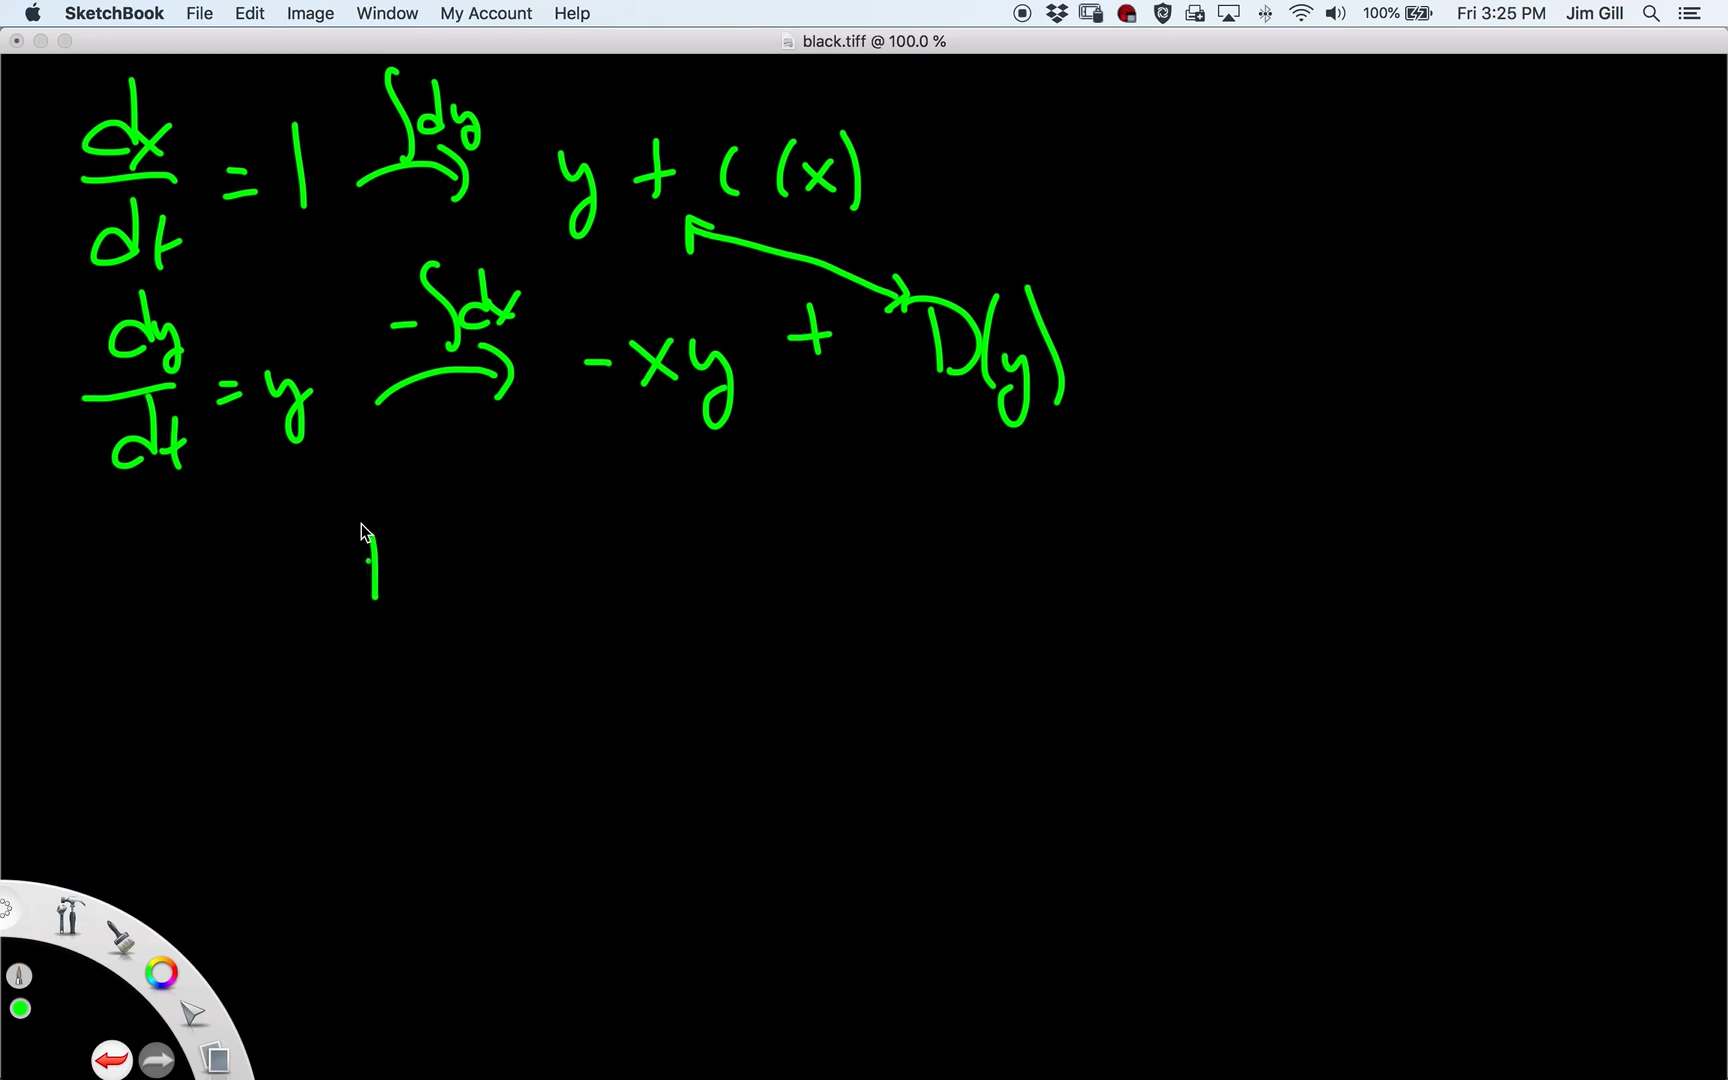 SketchBook File Edit Image Window My Account Help 100% Fri 3:25 PM Jim Gill
black.tiff @ 100.0 %
dx/dt = 1 ∫dy y + C(x)
dy/dt = y -∫dx -xy + D(y)